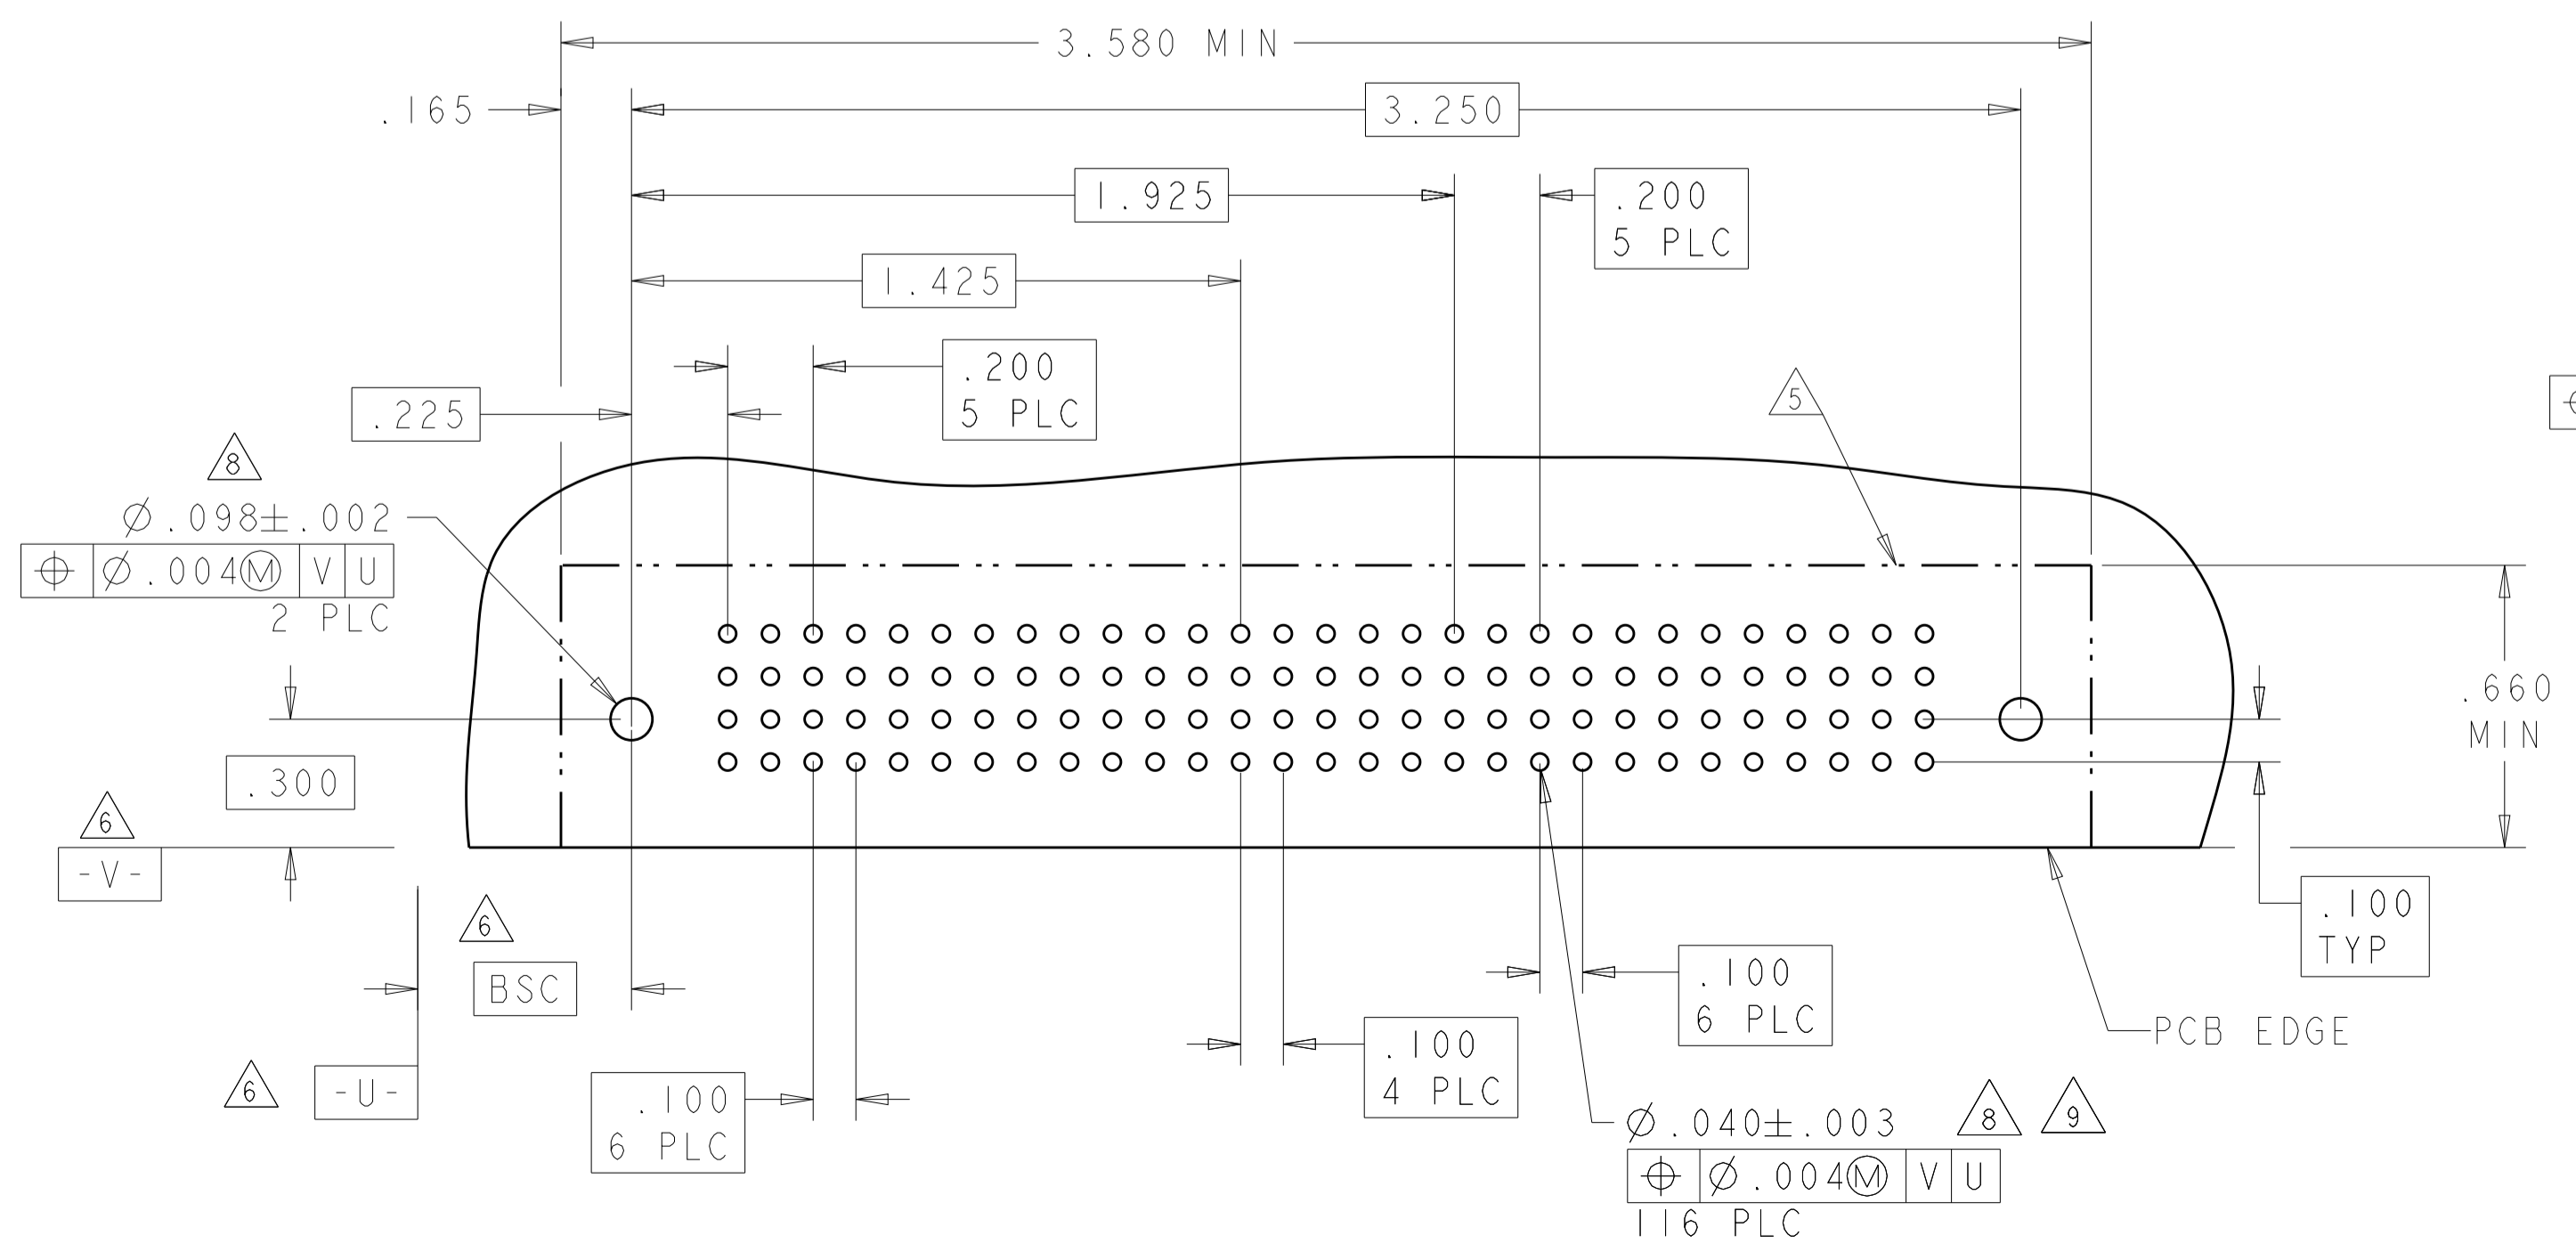 3.580 MIN
.165
3.250
1.925
.200
5 PLC
1.425
.200
5 PLC
.225
5
8
Ø.098±.002
⌖ Ø.004Ⓜ V U
2 PLC
.660
MIN
.300
6
-V-
6
BSC
.100
TYP
.100
6 PLC
PCB EDGE
.100
4 PLC
6
-U-
.100
6 PLC
Ø.040±.003
8
9
⌖ Ø.004Ⓜ V U
116 PLC